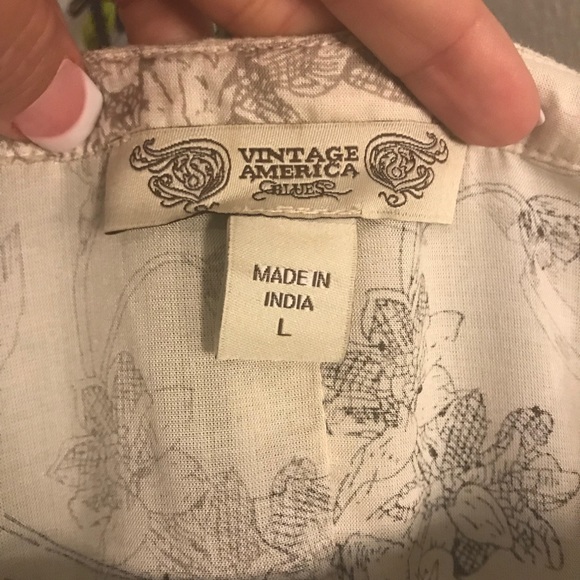 VINTAGE
AMERICA
BLUES
MADE IN
INDIA
L